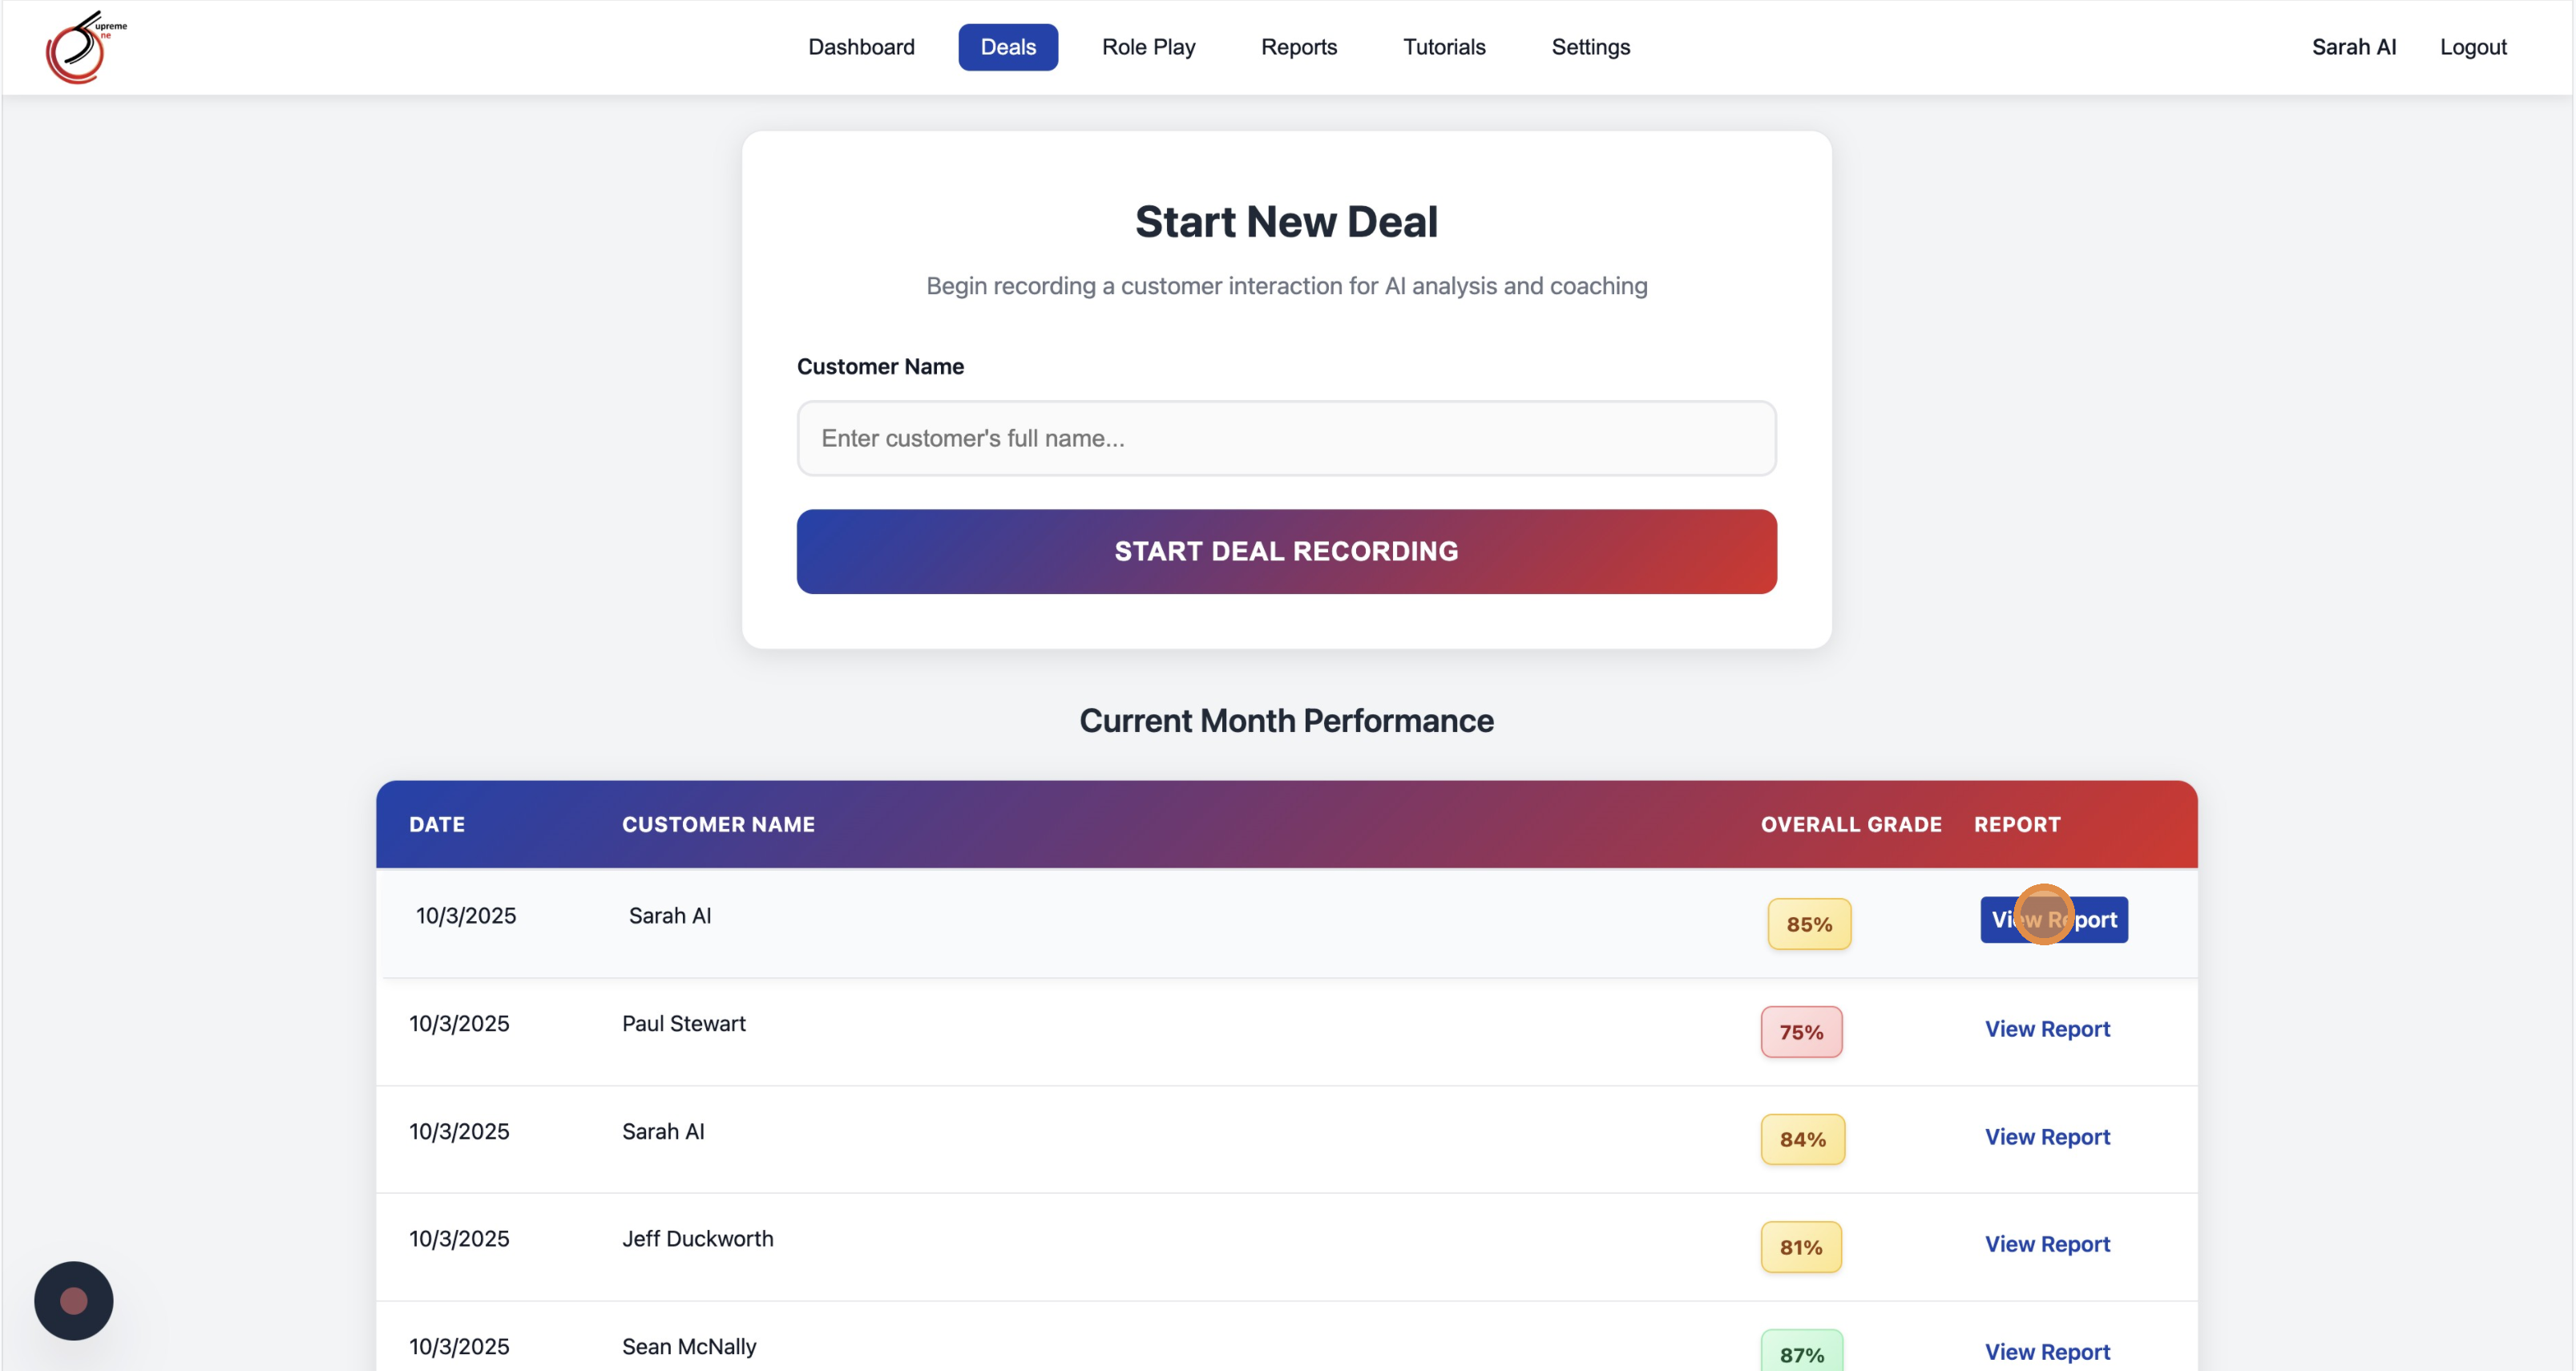 upreme
ne
Dashboard Deals Role Play Reports Tutorials Settings Sarah AI Logout
Start New Deal
Begin recording a customer interaction for AI analysis and coaching
Customer Name
Enter customer's full name...
START DEAL RECORDING
Current Month Performance
DATE CUSTOMER NAME OVERALL GRADE REPORT
10/3/2025 Sarah AI 85% View Report
10/3/2025 Paul Stewart 75% View Report
10/3/2025 Sarah AI 84% View Report
10/3/2025 Jeff Duckworth 81% View Report
10/3/2025 Sean McNally 87% View Report